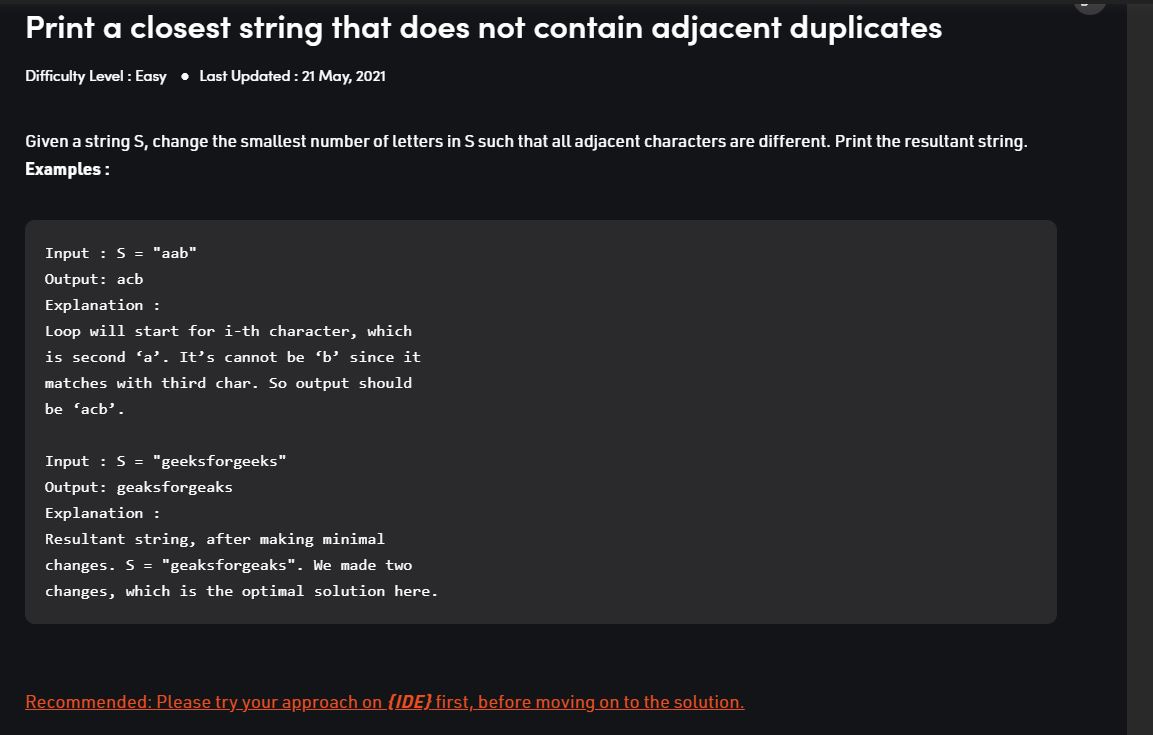 Print a closest string that does not contain adjacent duplicates
Difficulty Level : Easy ● Last Updated : 21 May, 2021
Given a string S, change the smallest number of letters in S such that all adjacent characters are different. Print the resultant string.
Examples :
Input : S = "aab"
Output: acb
Explanation :
Loop will start for i-th character, which
is second ‘a’. It’s cannot be ‘b’ since it
matches with third char. So output should
be ‘acb’.
Input : S = "geeksforgeeks"
Output: geaksforgeaks
Explanation :
Resultant string, after making minimal
changes. S = "geaksforgeaks". We made two
changes, which is the optimal solution here.
Recommended: Please try your approach on {IDE} first, before moving on to the solution.